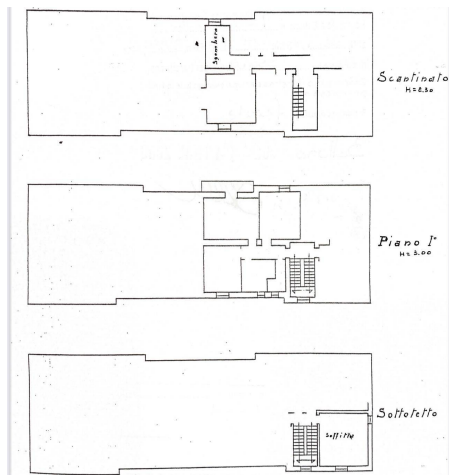 Sgombero
Scantinato
H=2.30
Piano I°
H=3.00
Sottotetto
Soffitta